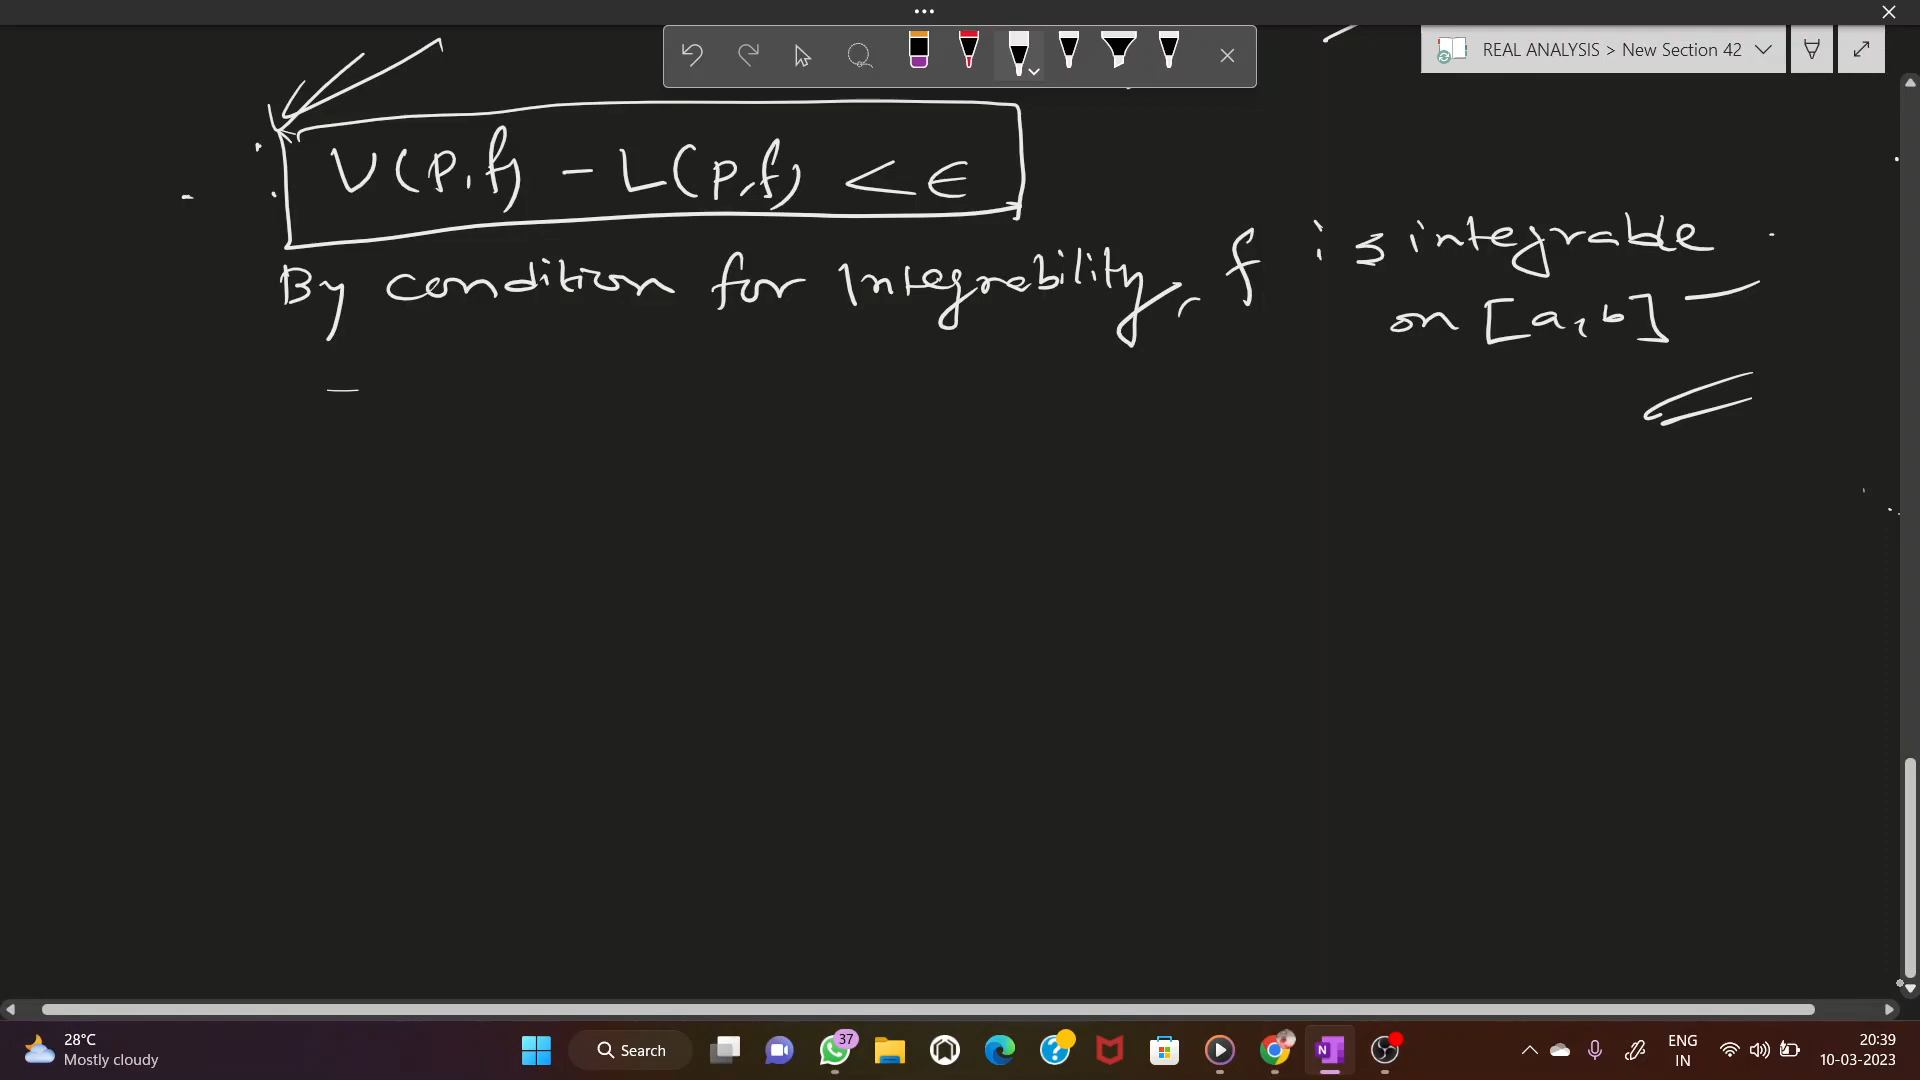 REAL ANALYSIS > New Section 42
U(P,f) - L(P,f) < ϵ
By condition for Integrability, f is integrable
on [a,b]
28°C
Mostly cloudy
Search
37
ENG
IN
20:39
10-03-2023